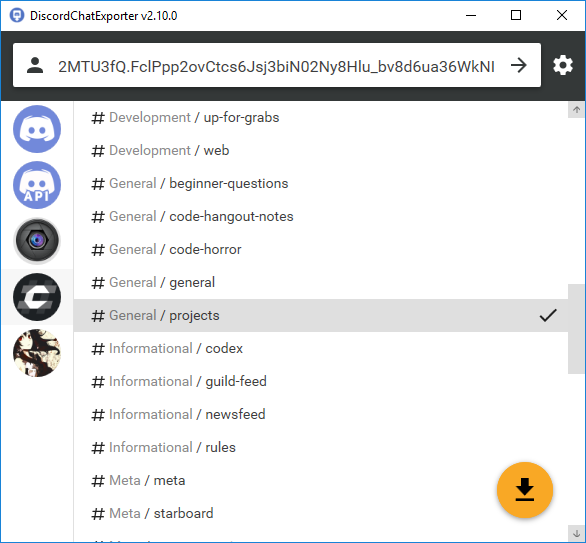 DiscordChatExporter v2.10.0
2MTU3fQ.FclPpp2ovCtcs6Jsj3biN02Ny8Hlu_bv8d6ua36WkNI
# Development / up-for-grabs
# Development / web
API
# General / beginner-questions
# General / code-hangout-notes
# General / code-horror
# General / general
# General / projects
# Informational / codex
# Informational / guild-feed
# Informational / newsfeed
# Informational / rules
# Meta / meta
# Meta / starboard